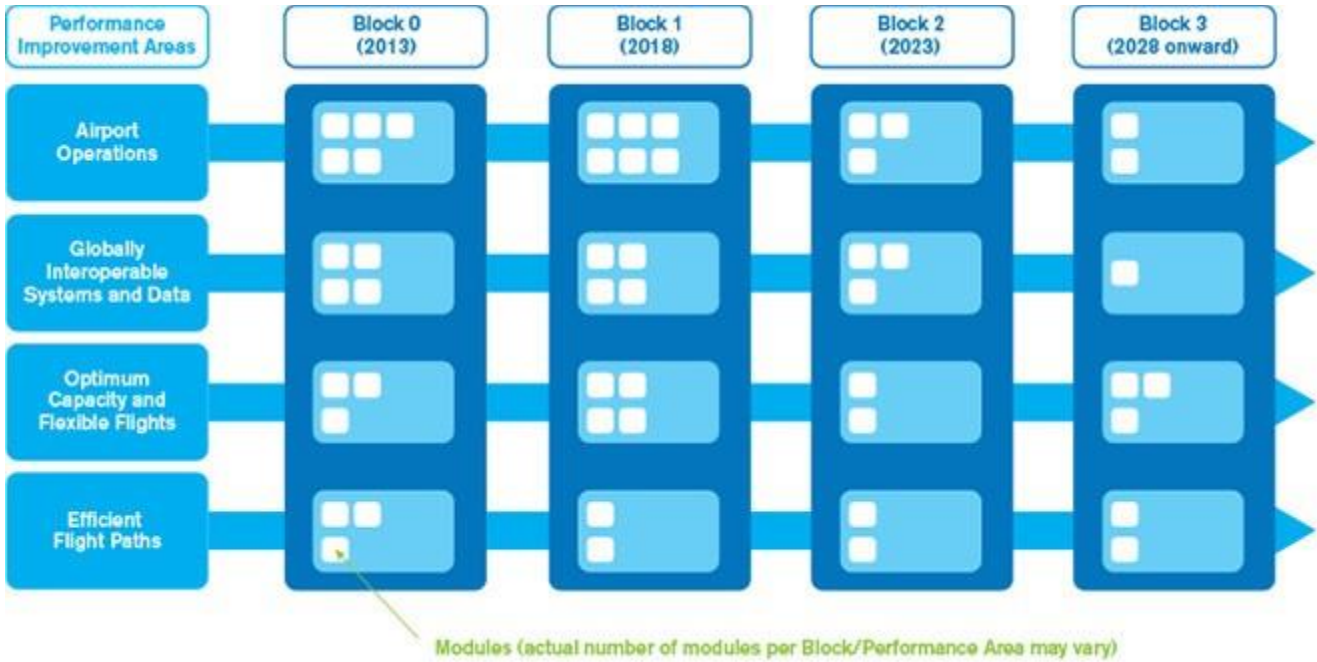 Performance
Improvement Areas
Block 0
(2013)
Block 1
(2018)
Block 2
(2023)
Block 3
(2028 onward)
Airport
Operations
Globally
Interoperable
Systems and Data
Optimum
Capacity and
Flexible Flights
Efficient
Flight Paths
Modules (actual number of modules per Block/Performance Area may vary)